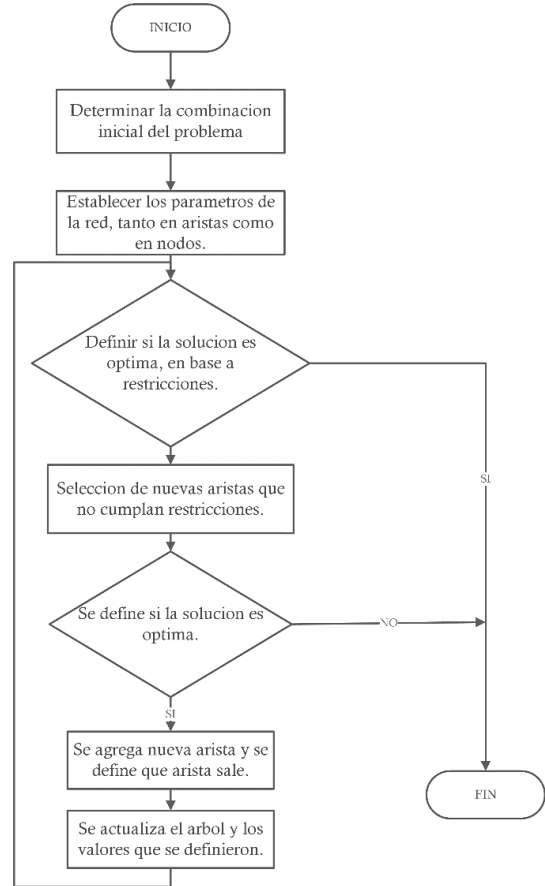 INICIO
Determinar la combinacion
inicial del problema
Establecer los parametros de
la red, tanto en aristas como
en nodos.
Definir si la solucion es
optima, en base a
restricciones.
SI
Seleccion de nuevas aristas que
no cumplan restricciones.
Se define si la solucion es
optima.
NO
SI
Se agrega nueva arista y se
define que arista sale.
FIN
Se actualiza el arbol y los
valores que se definieron.